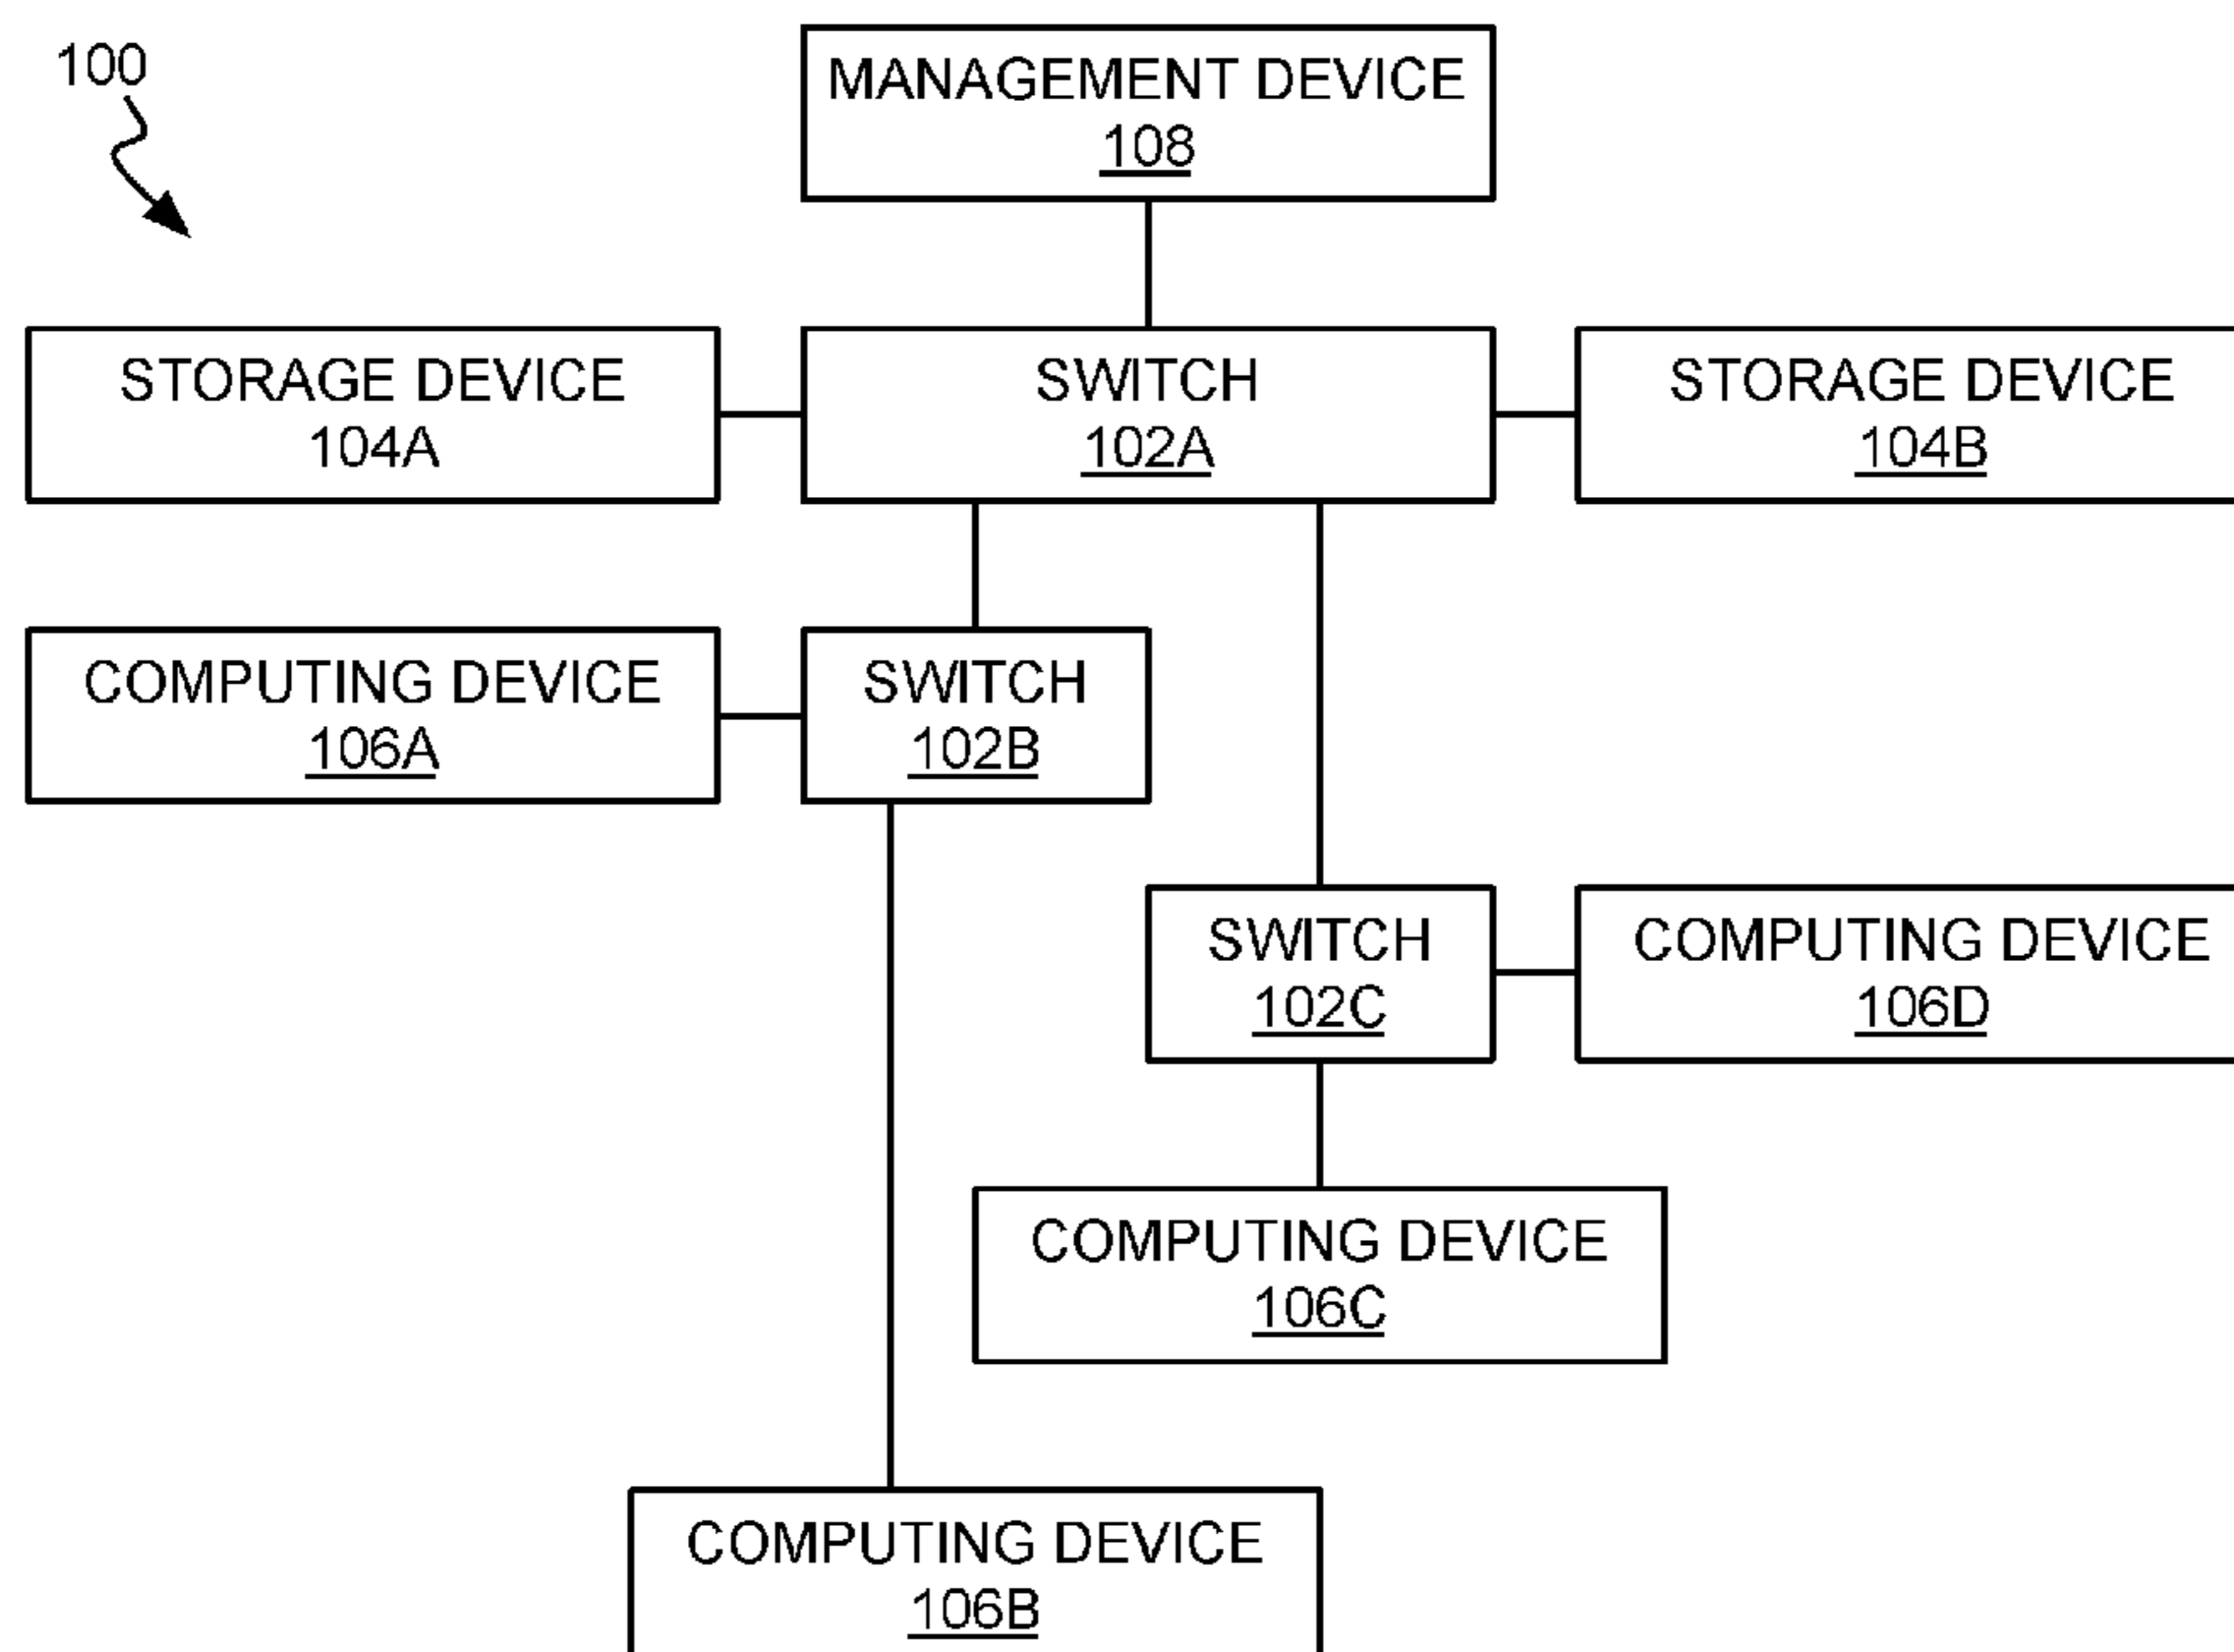 100
MANAGEMENT DEVICE
108
STORAGE DEVICE
104A
SWITCH
102A
STORAGE DEVICE
104B
COMPUTING DEVICE
106A
SWITCH
102B
SWITCH
102C
COMPUTING DEVICE
106D
COMPUTING DEVICE
106C
COMPUTING DEVICE
106B